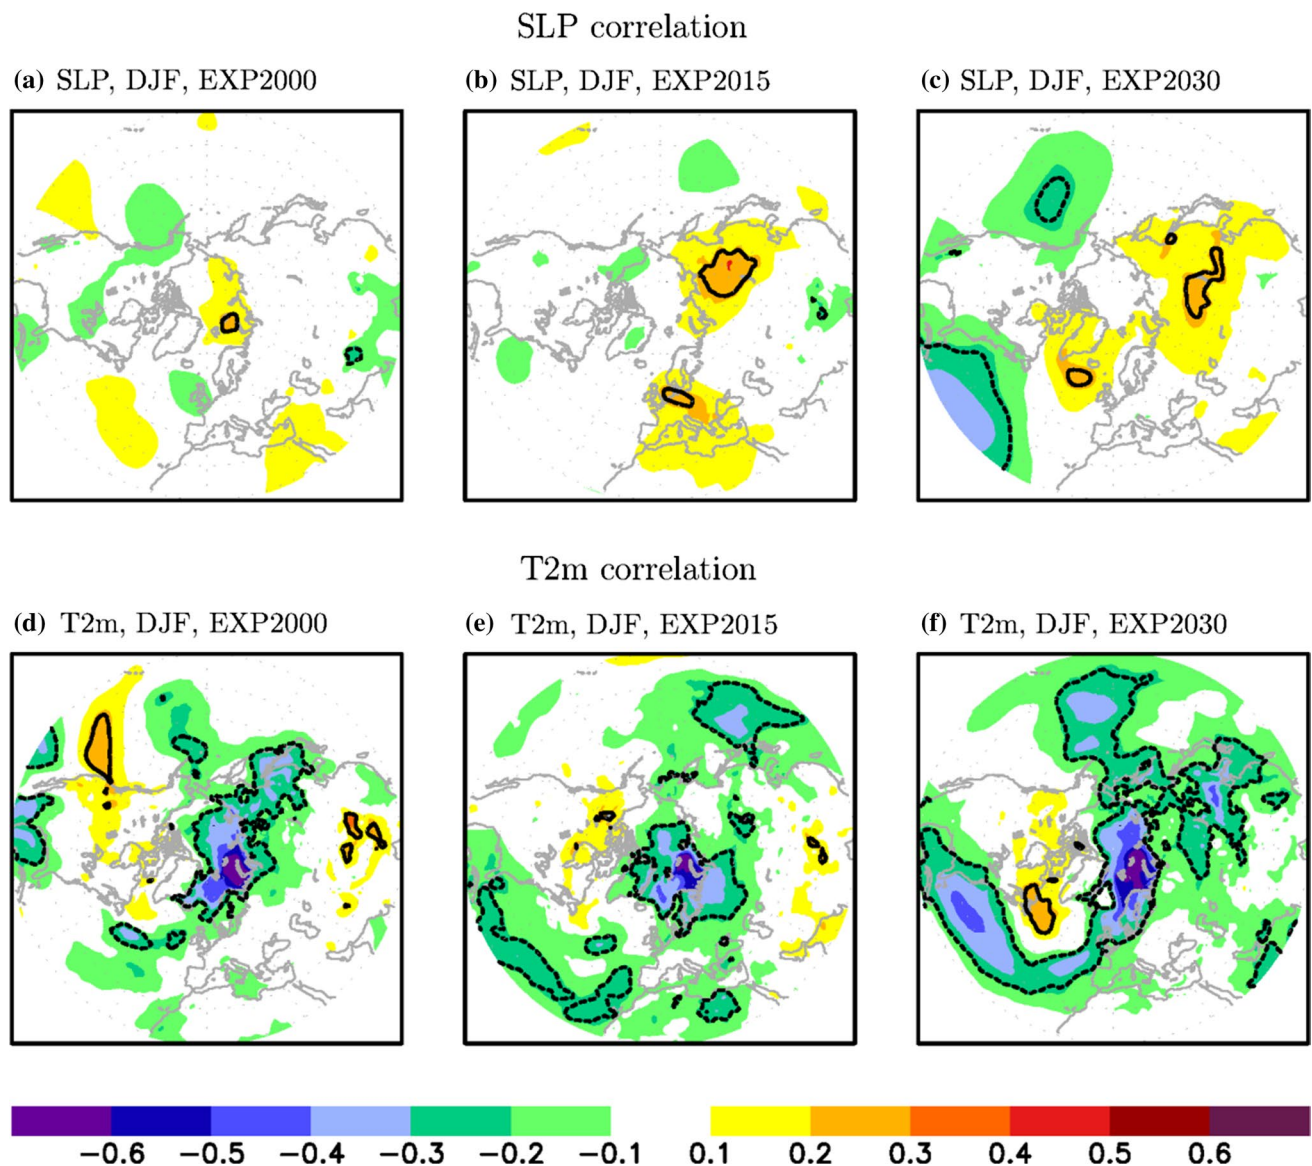 SLP correlation
(a) SLP, DJF, EXP2000
(b) SLP, DJF, EXP2015
(c) SLP, DJF, EXP2030
T2m correlation
(d) T2m, DJF, EXP2000
(e) T2m, DJF, EXP2015
(f) T2m, DJF, EXP2030
−0.6 −0.5 −0.4 −0.3 −0.2 −0.1 0.1 0.2 0.3 0.4 0.5 0.6